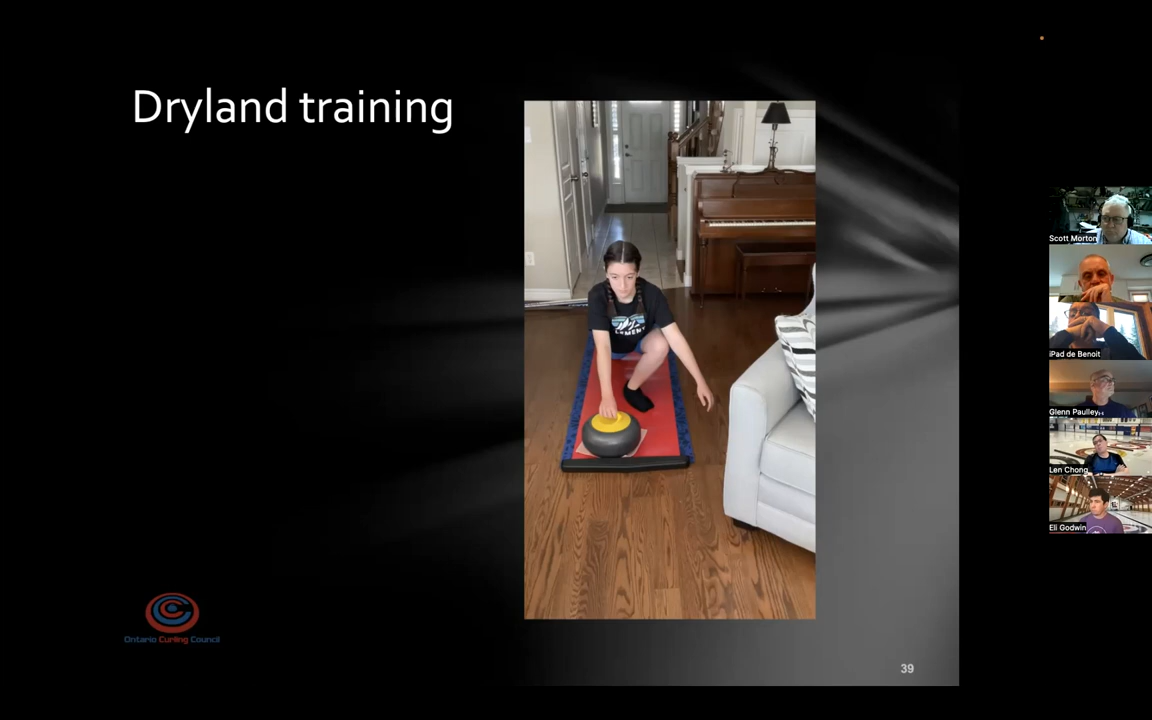 Dryland training
Scott Morton
iPad de Benoit
Glenn Paulley
Len Chong
Eli Godwin
Ontario Curling Council
39